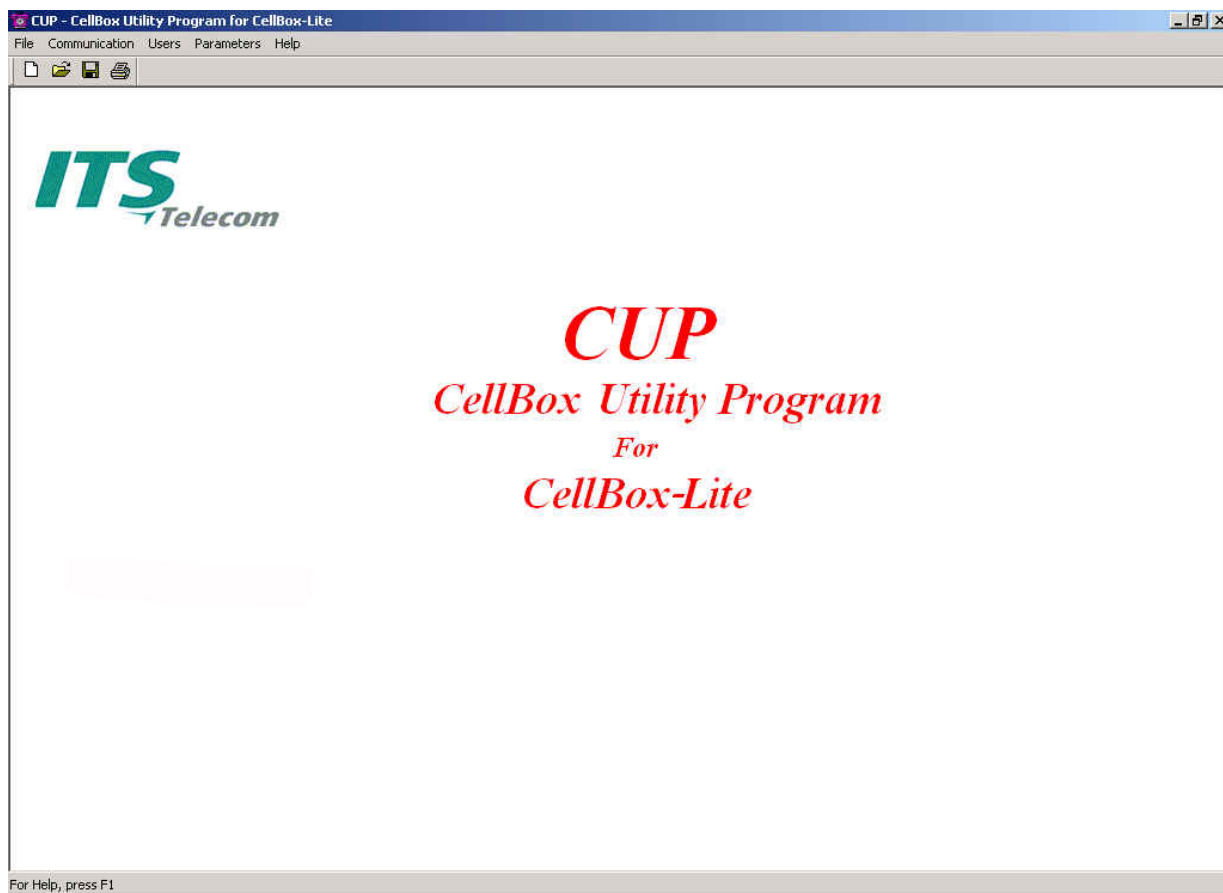 CUP - CellBox Utility Program for CellBox-Lite
File Communication Users Parameters Help
ITS
Telecom
CUP
CellBox Utility Program
For
CellBox-Lite
For Help, press F1